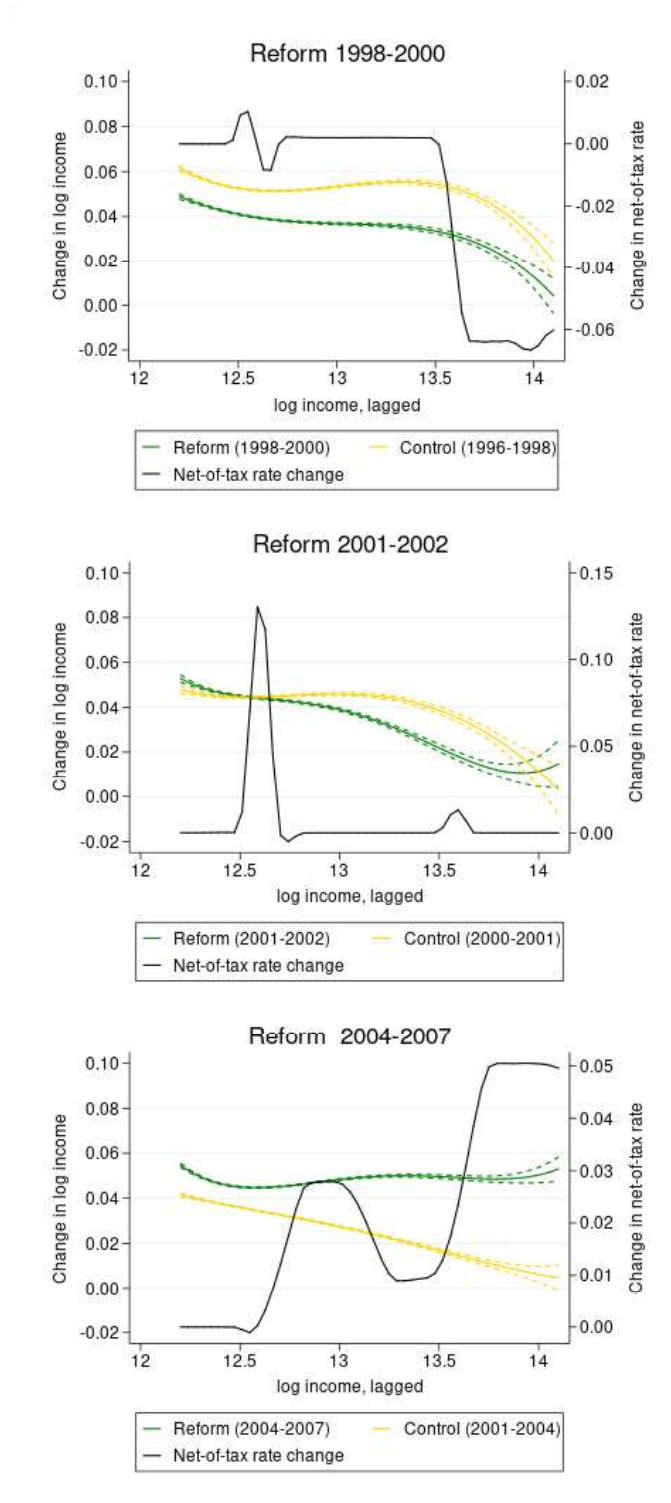 Reform 1998-2000
0.10
0.08
0.06
0.04
0.02
0.00
-0.02
Change in log income
0.02
0.00
-0.02
-0.04
-0.06
Change in net-of-tax rate
12 12.5 13 13.5 14
log income, lagged
Reform (1998-2000) Control (1996-1998)
Net-of-tax rate change
Reform 2001-2002
0.10
0.08
0.06
0.04
0.02
0.00
-0.02
Change in log income
0.15
0.10
0.05
0.00
Change in net-of-tax rate
12 12.5 13 13.5 14
log income, lagged
Reform (2001-2002) Control (2000-2001)
Net-of-tax rate change
Reform 2004-2007
0.10
0.08
0.06
0.04
0.02
0.00
-0.02
Change in log income
0.05
0.04
0.03
0.02
0.01
0.00
Change in net-of-tax rate
12 12.5 13 13.5 14
log income, lagged
Reform (2004-2007) Control (2001-2004)
Net-of-tax rate change